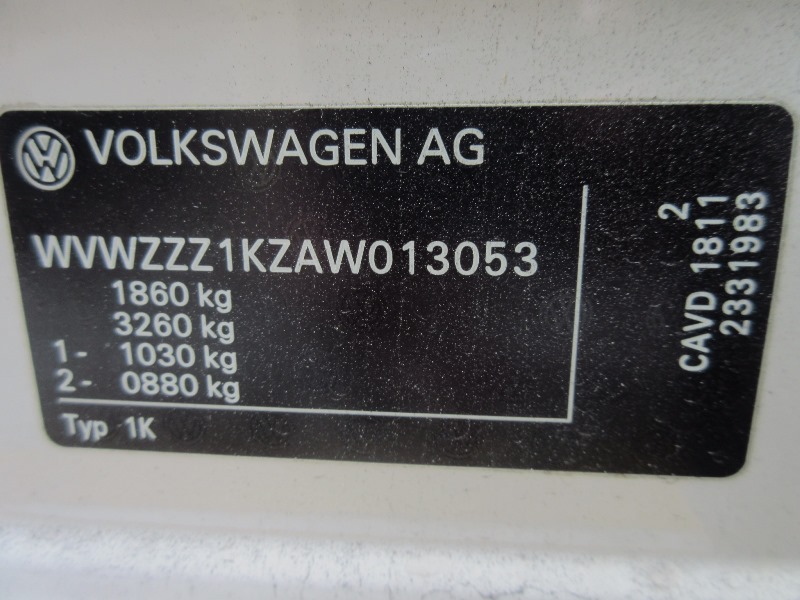 VOLKSWAGEN AG
WVWZZZ1KZAW013053
1860 kg
3260 kg
1- 1030 kg
2- 0880 kg
Typ 1K
2
CAVD 1811
2331983